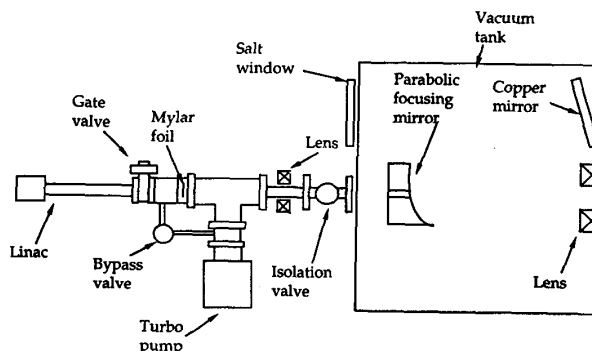 Vacuum
tank
Salt
window
Parabolic
focusing
mirror
Copper
mirror
Gate
valve
Mylar
foil
Lens
Linac
Bypass
valve
Isolation
valve
Lens
Turbo
pump